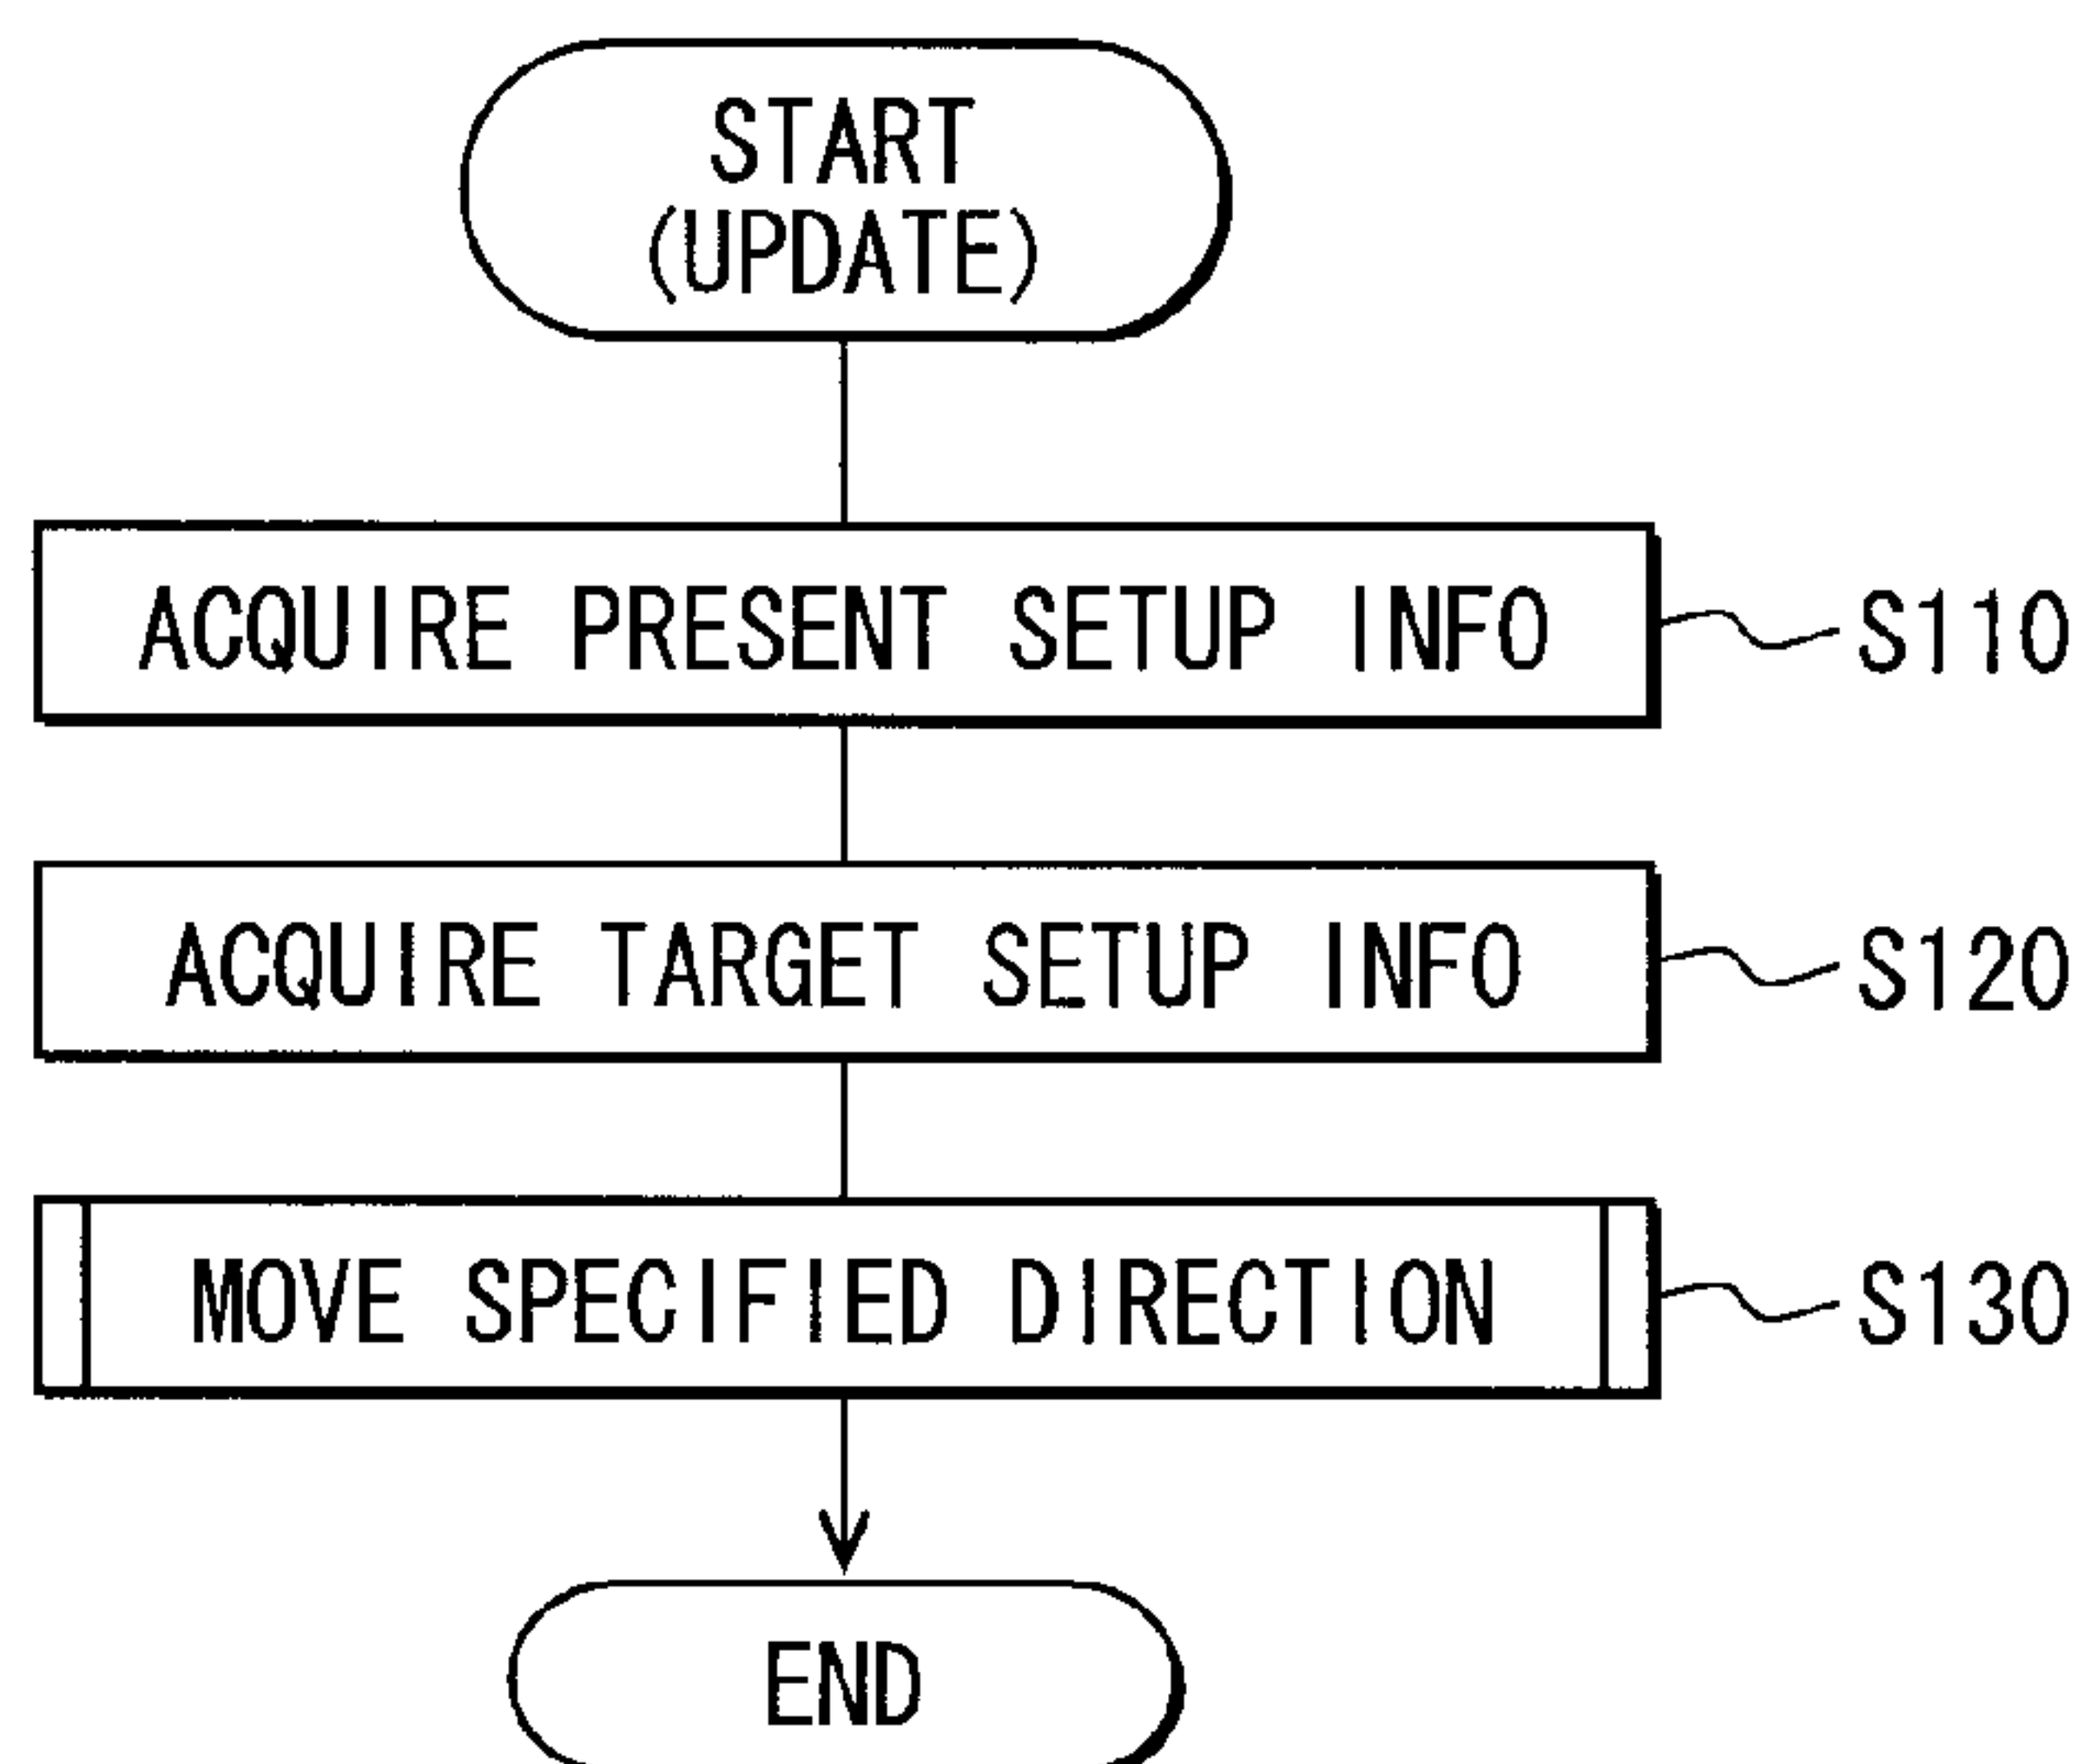 START
(UPDATE)
ACQUIRE PRESENT SETUP INFO
S110
ACQUIRE TARGET SETUP INFO
S120
MOVE SPECIFIED DIRECTION
S130
END